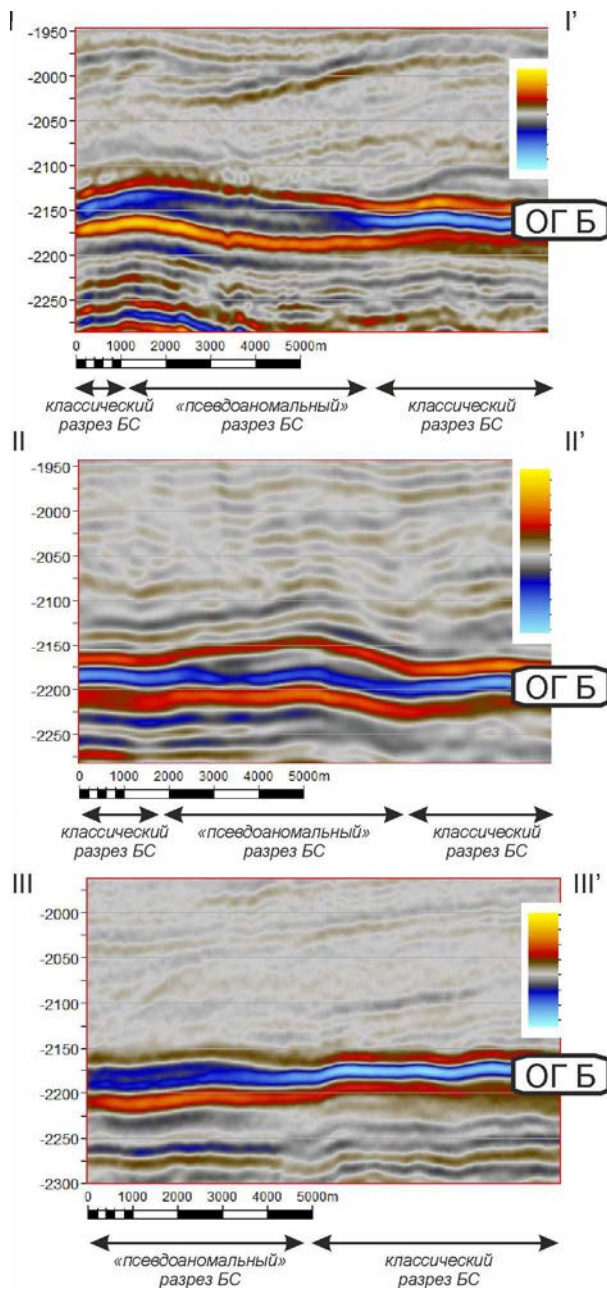 I I'
-1950
-2000
-2050
-2100
-2150
-2200
-2250
ОГ Б
0 1000 2000 3000 4000 5000m
классический «псевдоаномальный» классический
разрез БС разрез БС разрез БС
II II'
-1950
-2000
-2050
-2100
-2150
-2200
-2250
ОГ Б
0 1000 2000 3000 4000 5000m
классический «псевдоаномальный» классический
разрез БС разрез БС разрез БС
III III'
-2000
-2050
-2100
-2150
-2200
-2250
-2300
ОГ Б
0 1000 2000 3000 4000 5000m
«псевдоаномальный» классический
разрез БС разрез БС